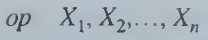 op X₁, X₂,..., Xₙ